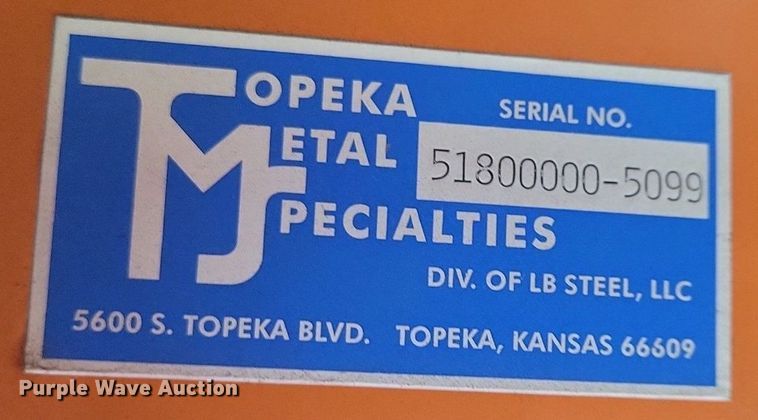 TOPEKA
METAL
SPECIALTIES
SERIAL NO.
51800000-5099
DIV. OF LB STEEL, LLC
5600 S. TOPEKA BLVD. TOPEKA, KANSAS 66609
Purple Wave Auction